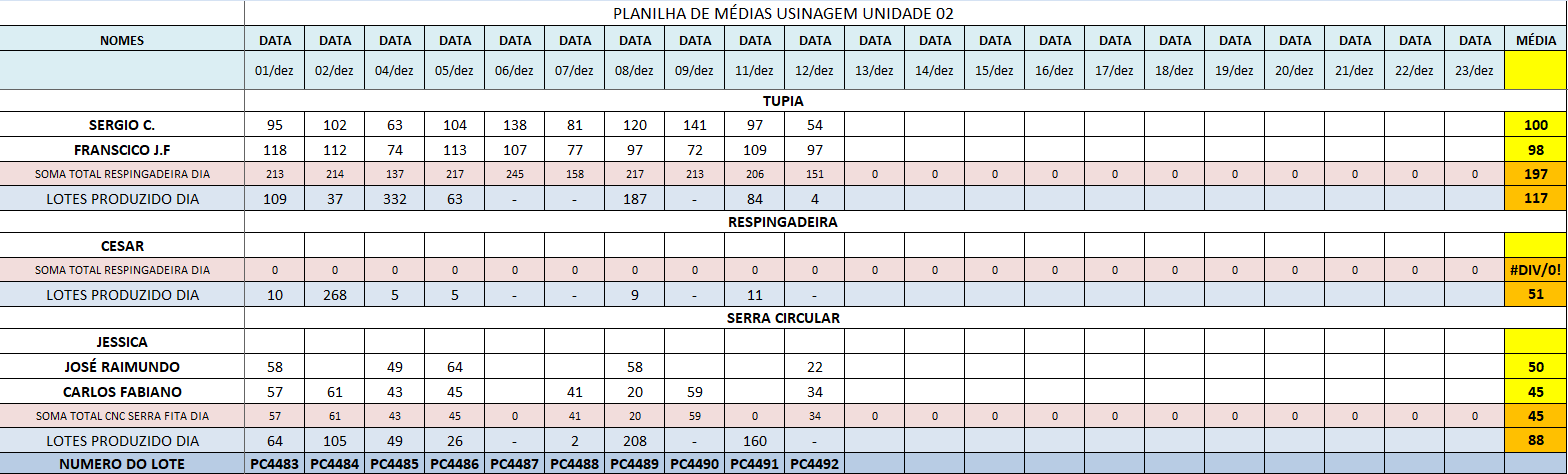 PLANILHA DE MÉDIAS USINAGEM UNIDADE 02
NOMES DATA DATA DATA DATA DATA DATA DATA DATA DATA DATA DATA DATA DATA DATA DATA DATA DATA DATA DATA DATA DATA MÉDIA
01/dez 02/dez 04/dez 05/dez 06/dez 07/dez 08/dez 09/dez 11/dez 12/dez 13/dez 14/dez 15/dez 16/dez 17/dez 18/dez 19/dez 20/dez 21/dez 22/dez 23/dez
TUPIA
SERGIO C. 95 102 63 104 138 81 120 141 97 54 100
FRANSCICO J.F 118 112 74 113 107 77 97 72 109 97 98
SOMA TOTAL RESPINGADEIRA DIA 213 214 137 217 245 158 217 213 206 151 0 0 0 0 0 0 0 0 0 0 0 197
LOTES PRODUZIDO DIA 109 37 332 63 - - 187 - 84 4 117
RESPINGADEIRA
CESAR
SOMA TOTAL RESPINGADEIRA DIA 0 0 0 0 0 0 0 0 0 0 0 0 0 0 0 0 0 0 0 0 0 #DIV/0!
LOTES PRODUZIDO DIA 10 268 5 5 - - 9 - 11 - 51
SERRA CIRCULAR
JESSICA
JOSÉ RAIMUNDO 58 49 64 58 22 50
CARLOS FABIANO 57 61 43 45 41 20 59 34 45
SOMA TOTAL CNC SERRA FITA DIA 57 61 43 45 0 41 20 59 0 34 0 0 0 0 0 0 0 0 0 0 0 45
LOTES PRODUZIDO DIA 64 105 49 26 - 2 208 - 160 - 88
NUMERO DO LOTE PC4483 PC4484 PC4485 PC4486 PC4487 PC4488 PC4489 PC4490 PC4491 PC4492